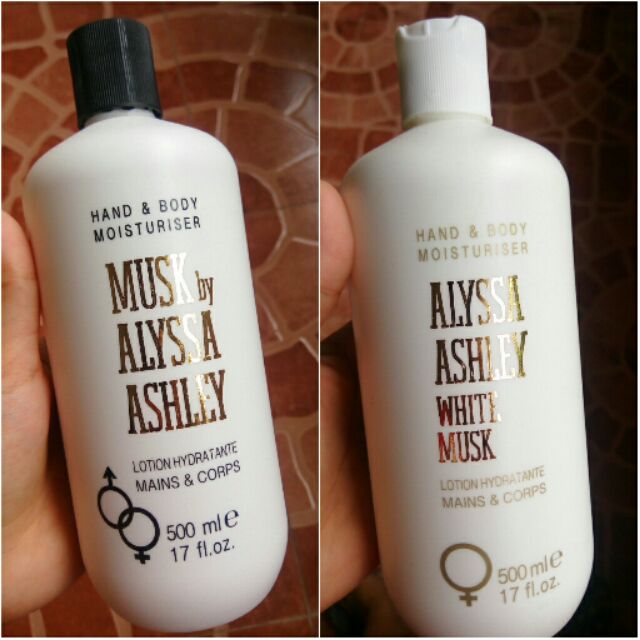 HAND & BODY
MOISTURISER
MUSK by
ALYSSA
ASHLEY
LOTION HYDRATANTE
MAINS & CORPS
500 ml e
17 fl.oz.
HAND & BODY
MOISTURISER
ALYSSA
ASHLEY
WHITE
MUSK
LOTION HYDRATANTE
MAINS & CORPS
500 ml e
17 fl.oz.